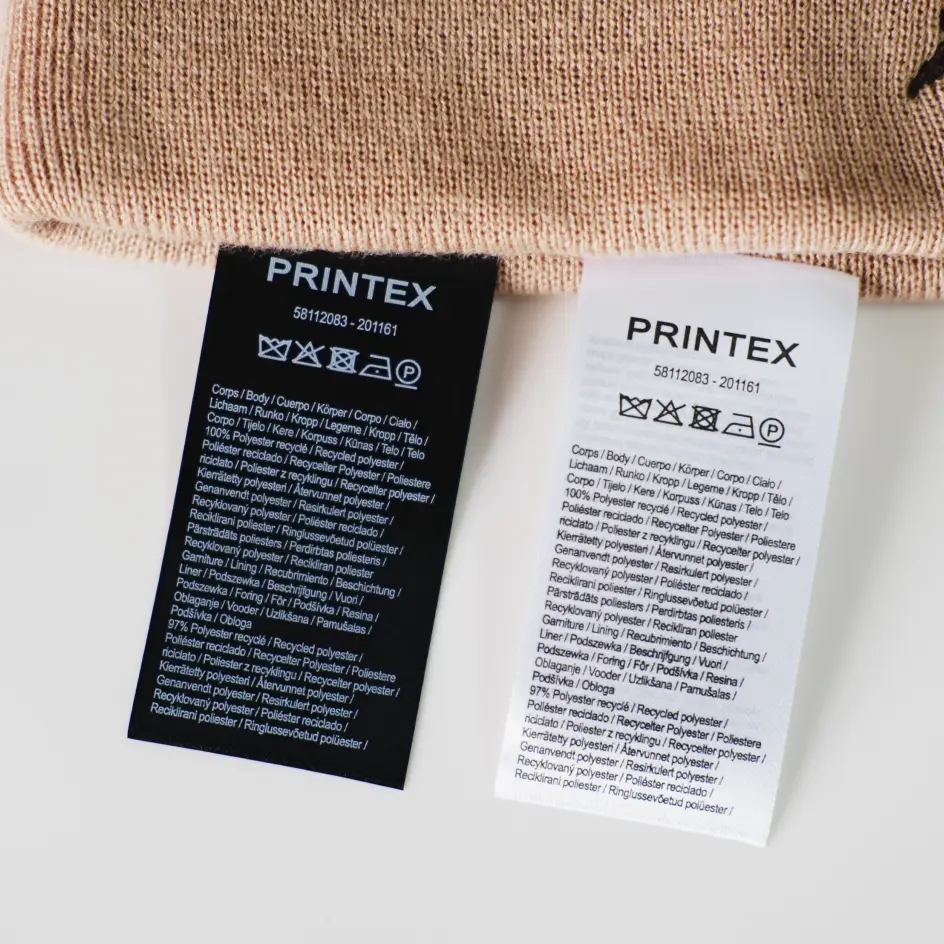 PRINTEX
58112083 - 201161
P
Corps / Body / Cuerpo / Körper / Corpo / Ciało /
Lichaam / Runko / Kropp / Legeme / Kropp / Tělo /
Corpo / Tijelo / Kere / Korpuss / Kūnas / Telo / Telo
100% Polyester recyclé / Recycled polyester /
Poliéster reciclado / Recycelter Polyester / Poliestere
riciclato / Poliester z recyklingu / Recycelter polyester /
Kierrätetty polyesteri / Återvunnet polyester /
Genanvendt polyester / Resirkulert polyester /
Recyklovaný polyester / Poliéster reciclado /
Reciklirani poliester / Ringlussevõetud polüester /
Pārstrādāts poliesters / Perdirbtas poliesteris /
Recyklovaný polyester / Recikliran poliester
Garniture / Lining / Recubrimiento / Beschichtung /
Liner / Podszewka / Beschrijfgung / Vuori /
Podszewka / Foring / Fôr / Podšívka / Resina /
Oblaganje / Vooder / Uzlikšana / Pamušalas /
Podšívka / Obloga
97% Polyester recyclé / Recycled polyester /
Poliéster reciclado / Recycelter Polyester / Poliestere
riciclato / Poliester z recyklingu / Recycelter polyester /
Kierrätetty polyesteri / Återvunnet polyester /
Genanvendt polyester / Resirkulert polyester /
Recyklovaný polyester / Poliéster reciclado /
Reciklirani poliester / Ringlussevõetud polüester /
PRINTEX
58112083 - 201161
P
Corps / Body / Cuerpo / Körper / Corpo / Ciało /
Lichaam / Runko / Kropp / Legeme / Kropp / Tělo /
Corpo / Tijelo / Kere / Korpuss / Kūnas / Telo / Telo
100% Polyester recyclé / Recycled polyester /
Poliéster reciclado / Recycelter Polyester / Poliestere
riciclato / Poliester z recyklingu / Recycelter polyester /
Kierrätetty polyesteri / Återvunnet polyester /
Genanvendt polyester / Resirkulert polyester /
Recyklovaný polyester / Poliéster reciclado /
Reciklirani poliester / Ringlussevõetud polüester /
Pārstrādāts poliesters / Perdirbtas poliesteris /
Recyklovaný polyester / Recikliran poliester
Garniture / Lining / Recubrimiento / Beschichtung /
Liner / Podszewka / Beschrijfgung / Vuori /
Podszewka / Foring / Fôr / Podšívka / Resina /
Oblaganje / Vooder / Uzlikšana / Pamušalas /
Podšívka / Obloga
97% Polyester recyclé / Recycled polyester /
Poliéster reciclado / Recycelter Polyester / Poliestere
riciclato / Poliester z recyklingu / Recycelter polyester /
Kierrätetty polyesteri / Återvunnet polyester /
Genanvendt polyester / Resirkulert polyester /
Recyklovaný polyester / Poliéster reciclado /
Reciklirani poliester / Ringlussevõetud polüester /